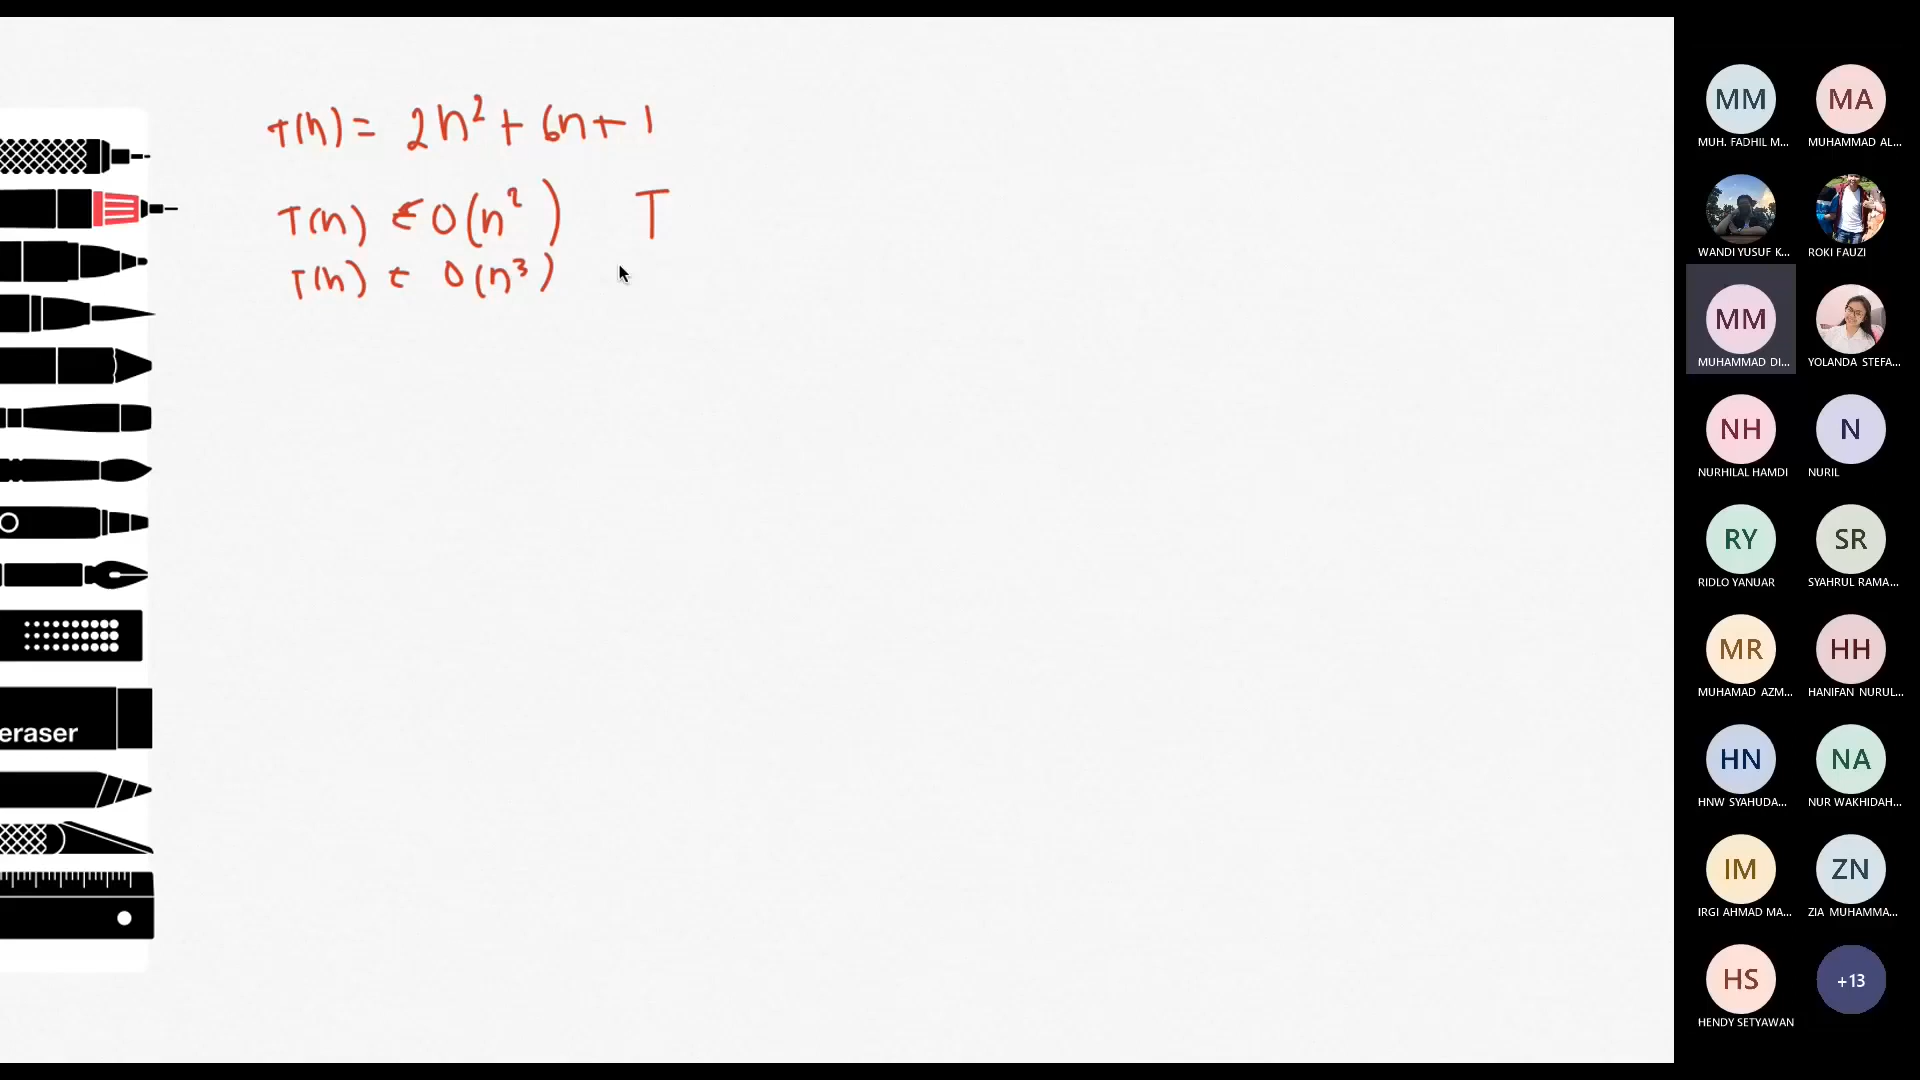 T(n) = 2n² + 6n + 1
T(n) ∈ O(n²) T
T(n) ∈ O(n³)
eraser
MM MA
MUH. FADHIL M... MUHAMMAD AL...
WANDI YUSUF K... ROKI FAUZI
MM
MUHAMMAD DI... YOLANDA STEFA...
NH N
NURHILAL HAMDI NURIL
RY SR
RIDLO YANUAR SYAHRUL RAMA...
MR HH
MUHAMAD AZM... HANIFAN NURUL...
HN NA
HNW SYAHUDA... NUR WAKHIDAH...
IM ZN
IRGI AHMAD MA... ZIA MUHAMMA...
HS +13
HENDY SETYAWAN